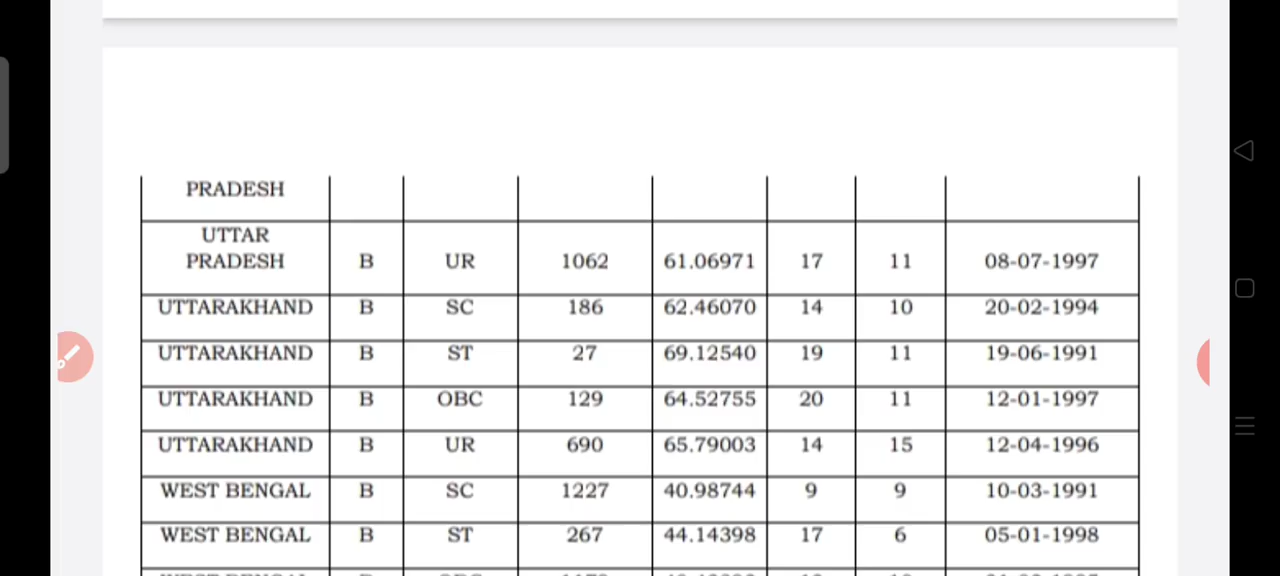 PRADESH
UTTAR
PRADESH B UR 1062 61.06971 17 11 08-07-1997
UTTARAKHAND B SC 186 62.46070 14 10 20-02-1994
UTTARAKHAND B ST 27 69.12540 19 11 19-06-1991
UTTARAKHAND B OBC 129 64.52755 20 11 12-01-1997
UTTARAKHAND B UR 690 65.79003 14 15 12-04-1996
WEST BENGAL B SC 1227 40.98744 9 9 10-03-1991
WEST BENGAL B ST 267 44.14398 17 6 05-01-1998